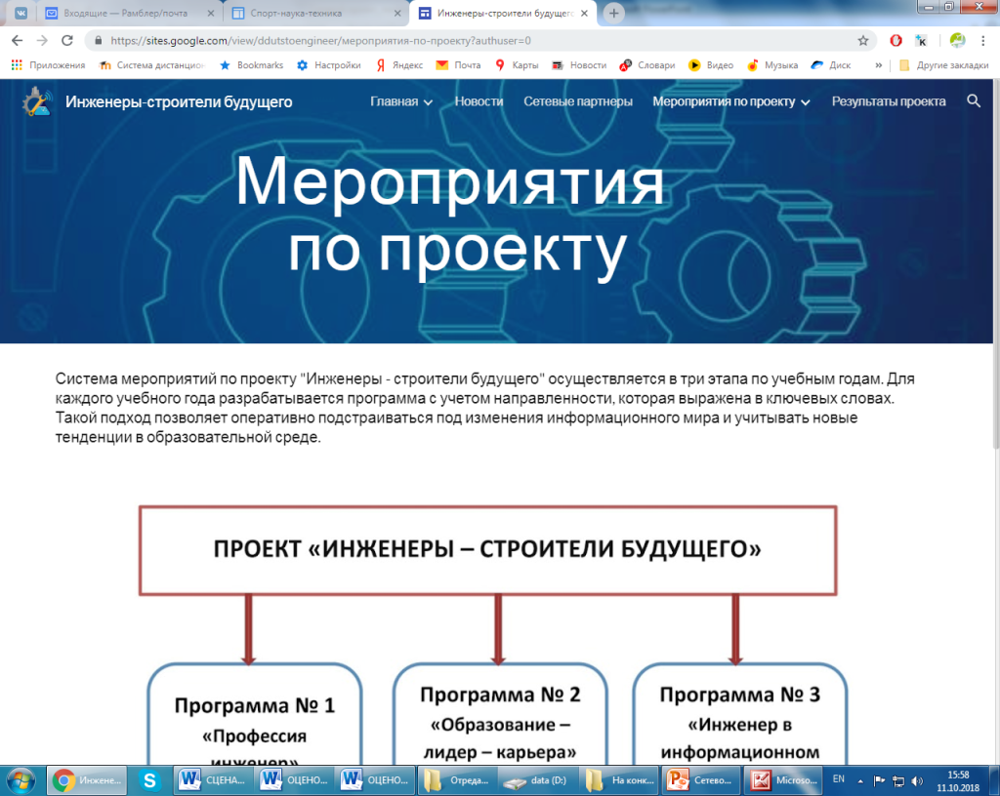 Входящие — Рамблер/почта
Спорт-наука-техника
Инженеры-строители будущего
https://sites.google.com/view/ddutstoengineer/мероприятия-по-проекту?authuser=0
Приложения
Система дистанцион
Bookmarks
Настройки
Яндекс
Почта
Карты
Новости
Словари
Видео
Музыка
Диск
»
Другие закладки
Инженеры-строители будущего
Главная
Новости
Сетевые партнеры
Мероприятия по проекту
Результаты проекта
Мероприятия
по проекту
Система мероприятий по проекту "Инженеры - строители будущего" осуществляется в три этапа по учебным годам. Для
каждого учебного года разрабатывается программа с учетом направленности, которая выражена в ключевых словах.
Такой подход позволяет оперативно подстраиваться под изменения информационного мира и учитывать новые
тенденции в образовательной среде.
ПРОЕКТ «ИНЖЕНЕРЫ – СТРОИТЕЛИ БУДУЩЕГО»
Программа № 1
«Профессия
инженер»
Программа № 2
«Образование –
лидер – карьера»
Программа № 3
«Инженер в
информационном
Инжене...
СЦЕНА...
ОЦЕНО...
ОЦЕНО...
Отреда...
data (D:)
На конк...
Сетево...
Microso...
EN
15:58
11.10.2018